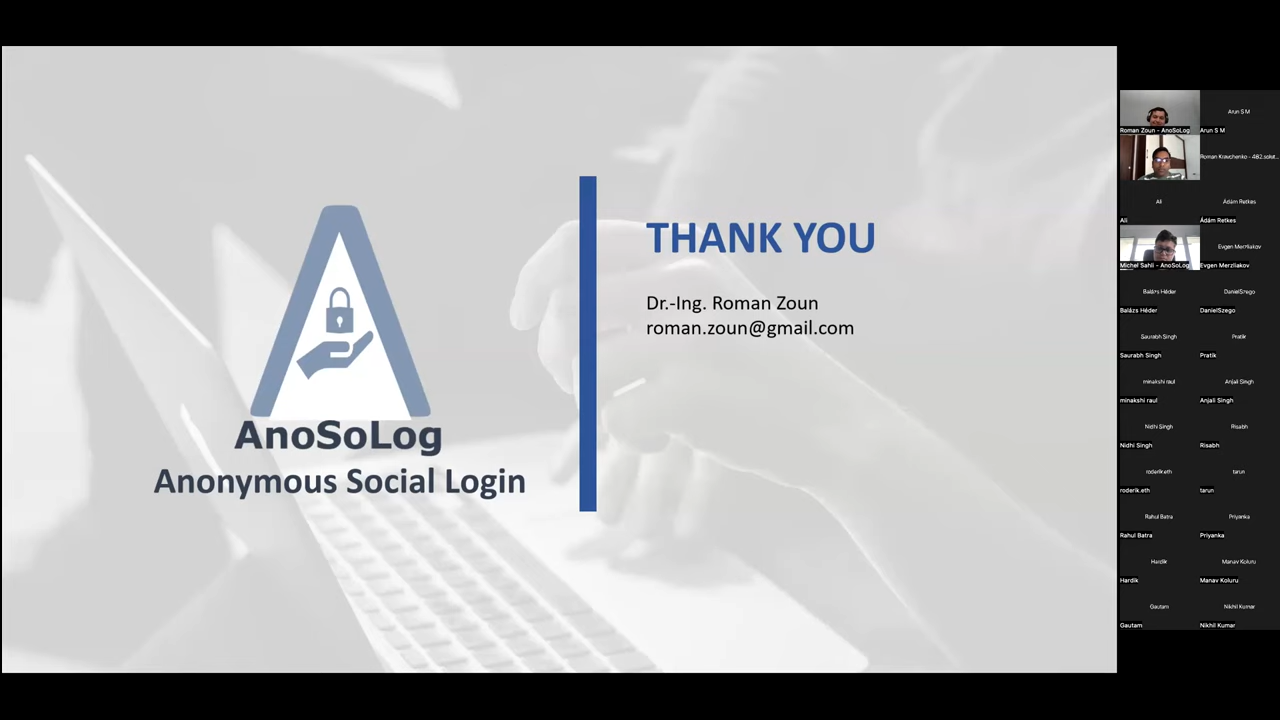 AnoSoLog
Anonymous Social Login
THANK YOU
Dr.-Ing. Roman Zoun
roman.zoun@gmail.com
Roman Zoun - AnoSoLog
Arun S M
Arun S M
Roman Kravchenko - 482.solut...
Ali
Ali
Ádám Retkes
Ádám Retkes
Michel Sahli - AnoSoLog
Evgen Merzliakov
Evgen Merzliakov
Balázs Héder
Balázs Héder
DanielSzego
DanielSzego
Saurabh Singh
Saurabh Singh
Pratik
Pratik
minakshi raul
minakshi raul
Anjali Singh
Anjali Singh
Nidhi Singh
Nidhi Singh
Risabh
Risabh
roderik.eth
roderik.eth
tarun
tarun
Rahul Batra
Rahul Batra
Priyanka
Priyanka
Hardik
Hardik
Manav Koluru
Manav Koluru
Gautam
Gautam
Nikhil Kumar
Nikhil Kumar